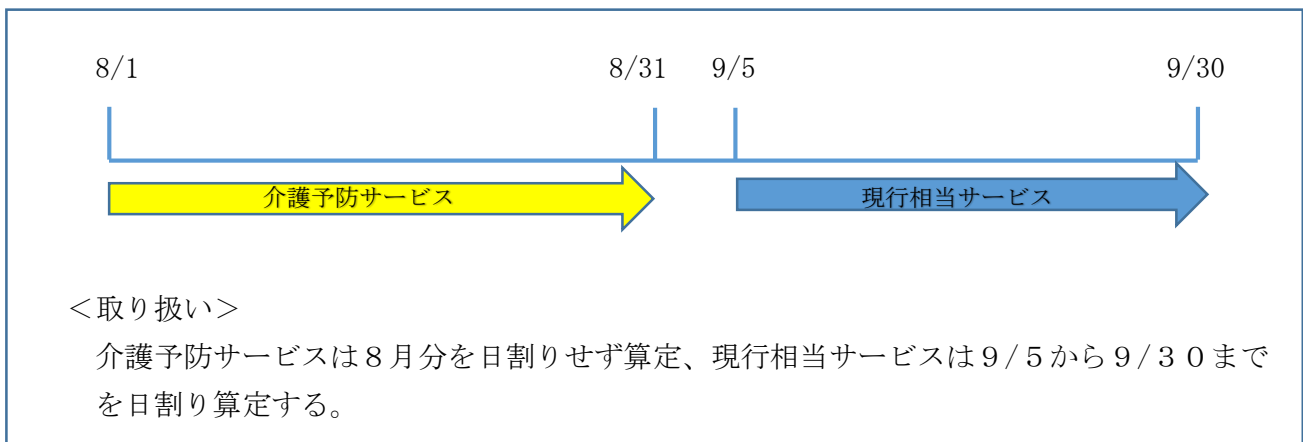 8/1 8/31 9/5 9/30
介護予防サービス 現行相当サービス
＜取り扱い＞
介護予防サービスは８月分を日割りせず算定、現行相当サービスは９/５から９/３０まで
を日割り算定する。